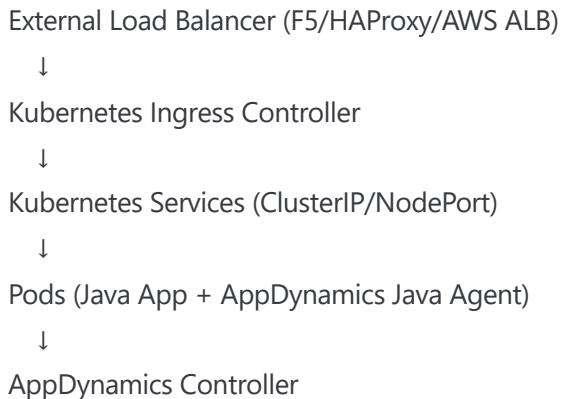 External Load Balancer (F5/HAProxy/AWS ALB)
↓
Kubernetes Ingress Controller
↓
Kubernetes Services (ClusterIP/NodePort)
↓
Pods (Java App + AppDynamics Java Agent)
↓
AppDynamics Controller